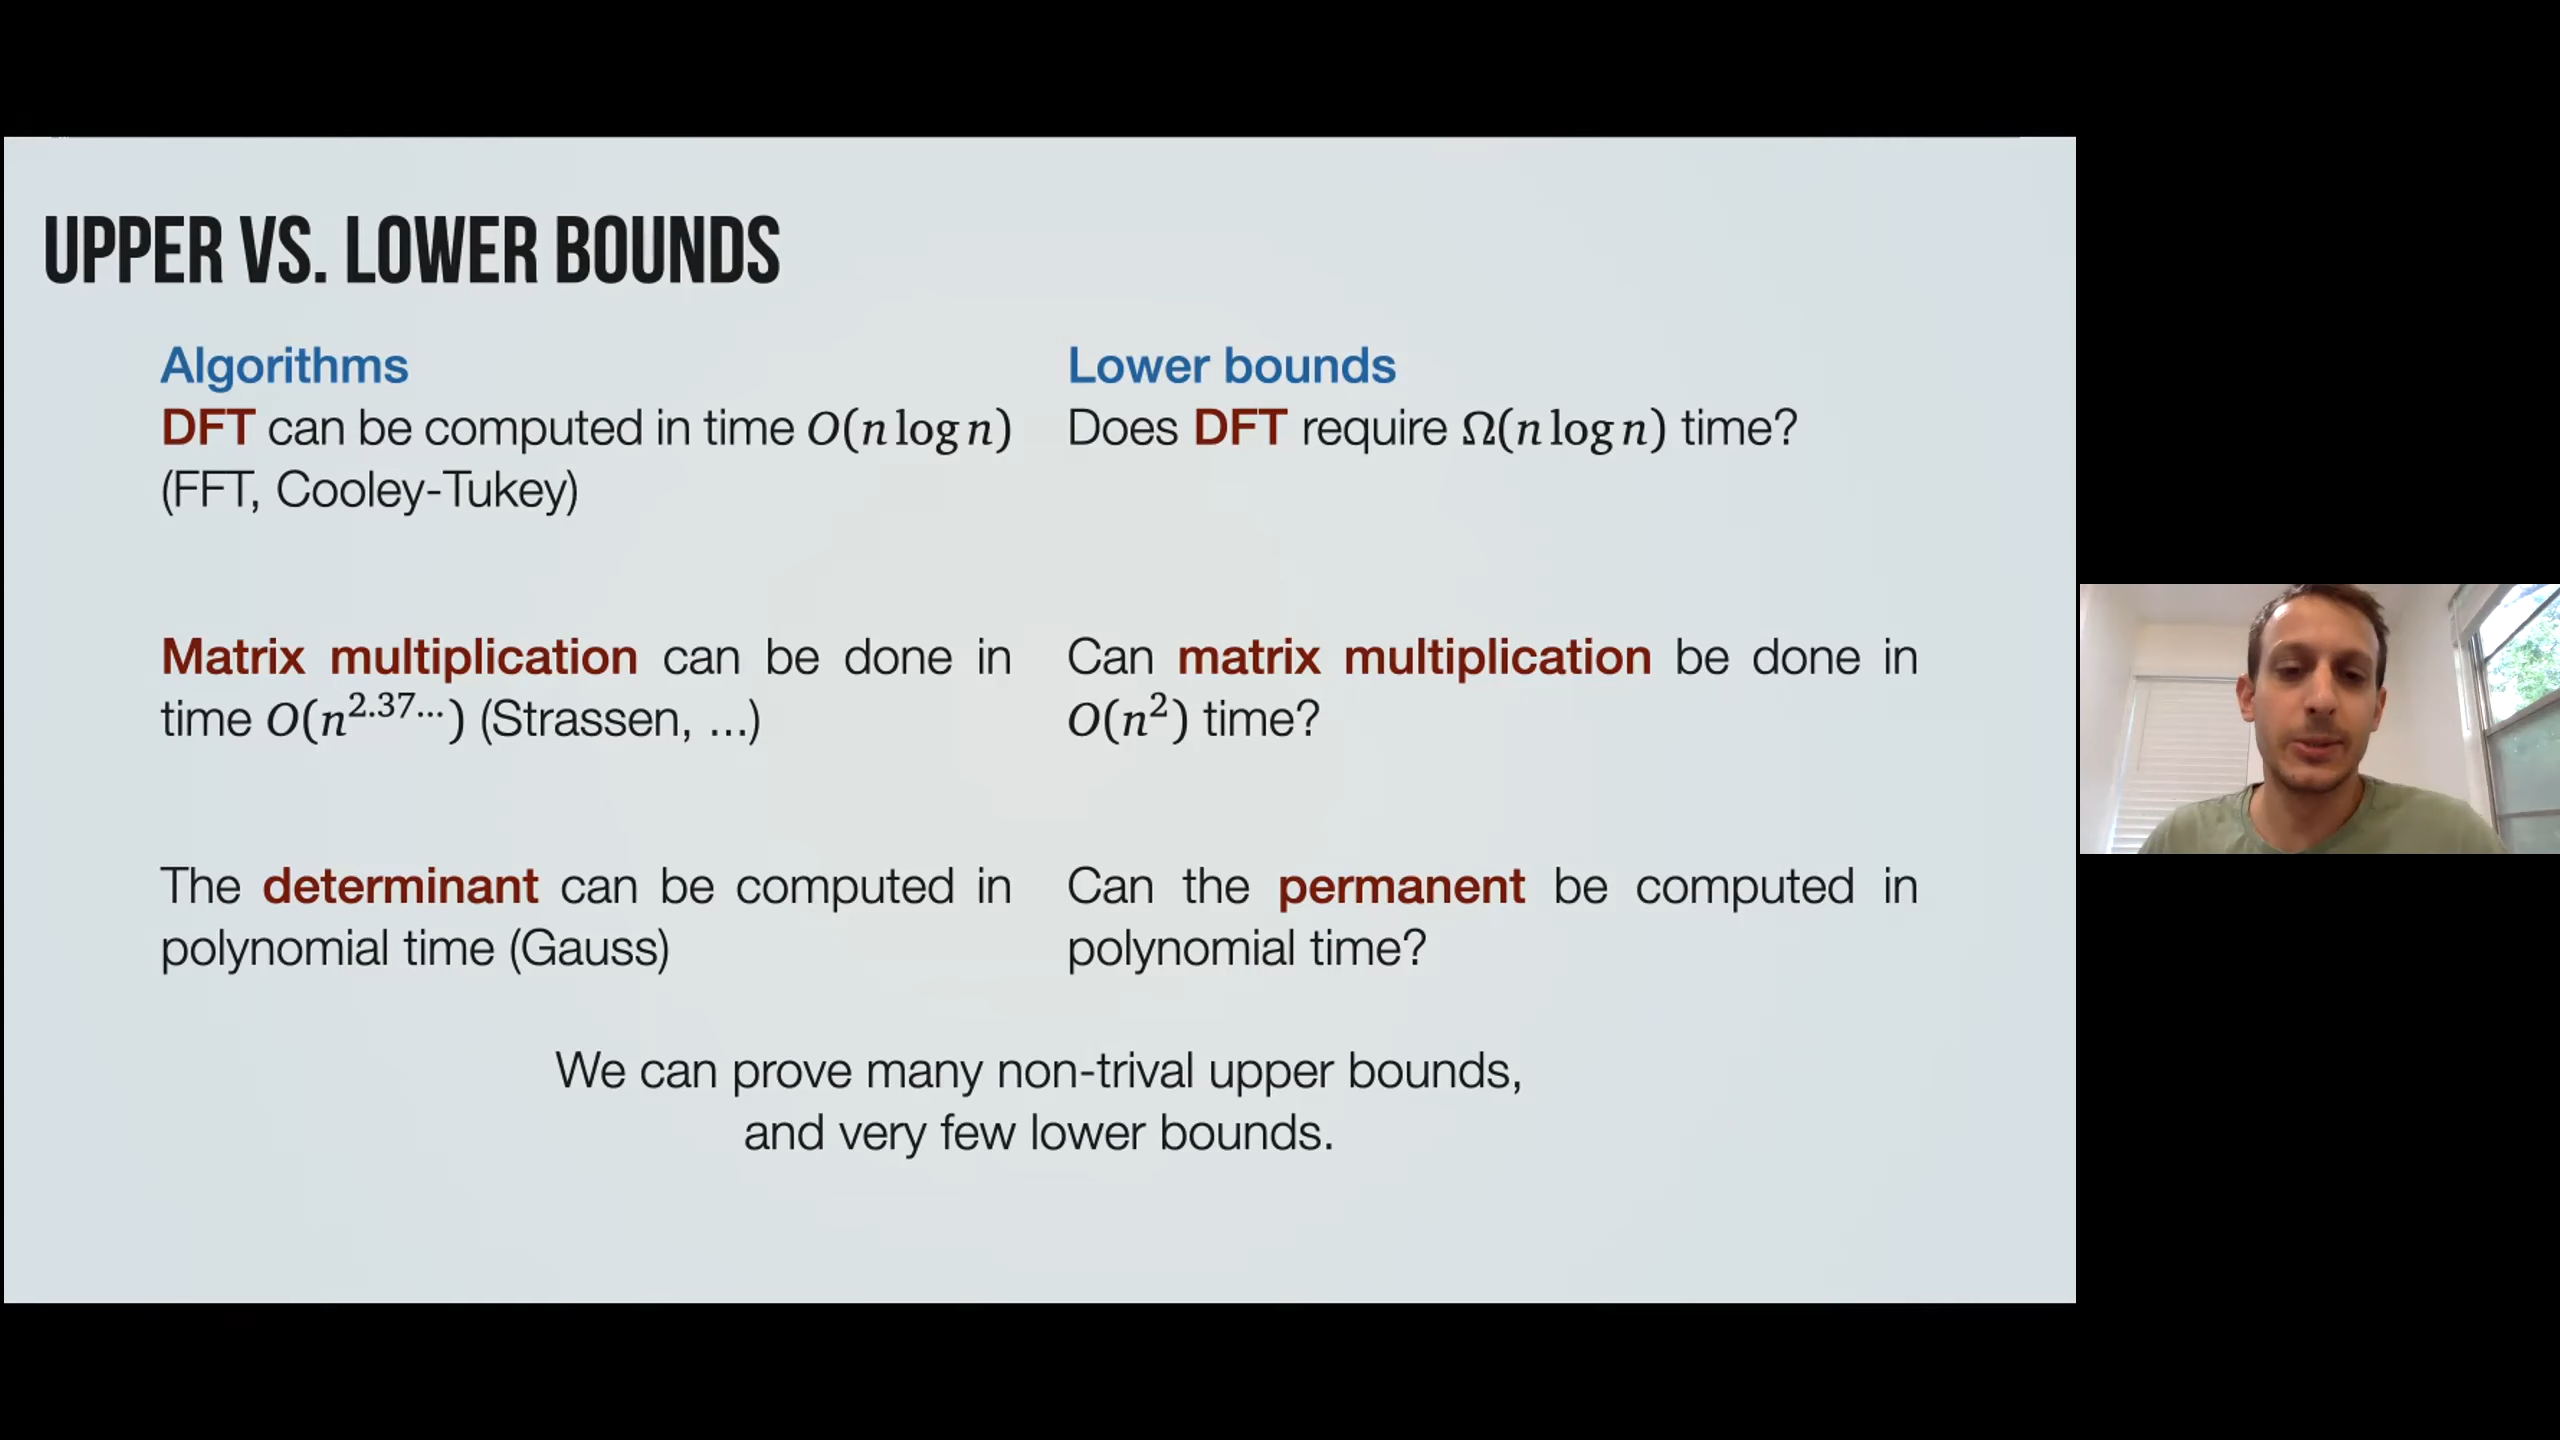 UPPER VS. LOWER BOUNDS
Algorithms
DFT can be computed in time O(n log n)
(FFT, Cooley-Tukey)
Matrix multiplication can be done in
time O(n^2.37...) (Strassen, ...)
The determinant can be computed in
polynomial time (Gauss)
Lower bounds
Does DFT require Ω(n log n) time?
Can matrix multiplication be done in
O(n^2) time?
Can the permanent be computed in
polynomial time?
We can prove many non-trival upper bounds,
and very few lower bounds.